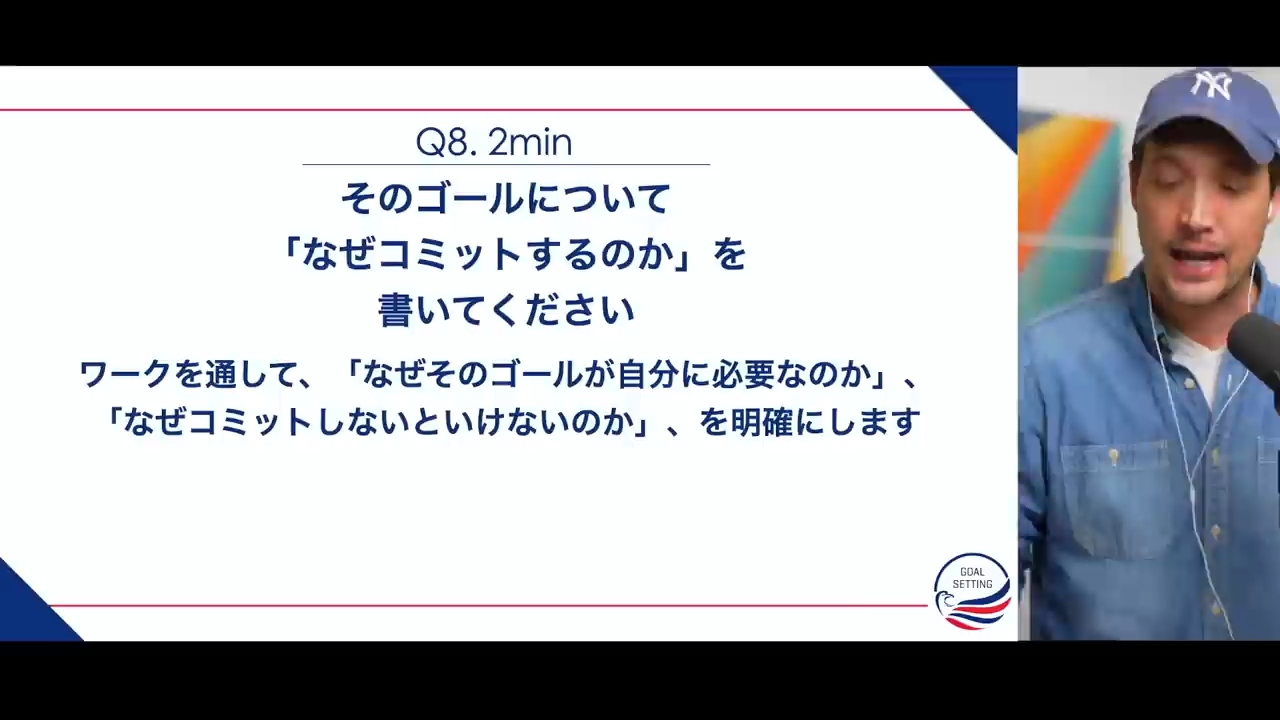 Q8. 2min
そのゴールについて
「なぜコミットするのか」を
書いてください
ワークを通して、「なぜそのゴールが自分に必要なのか」、
「なぜコミットしないといけないのか」、を明確にします
GOAL
SETTING
NY